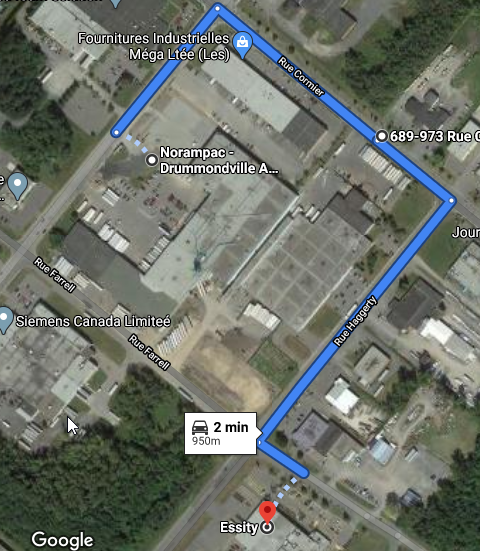 Fournitures Industrielles
Méga Ltée (Les)
Rue Cormier
689-973 Rue C
Norampac -
Drummondville A...
Jour
Rue Farrell
Rue Haggerty
Siemens Canada Limiteé
Rue Farrell
2 min
950m
Essity
Google